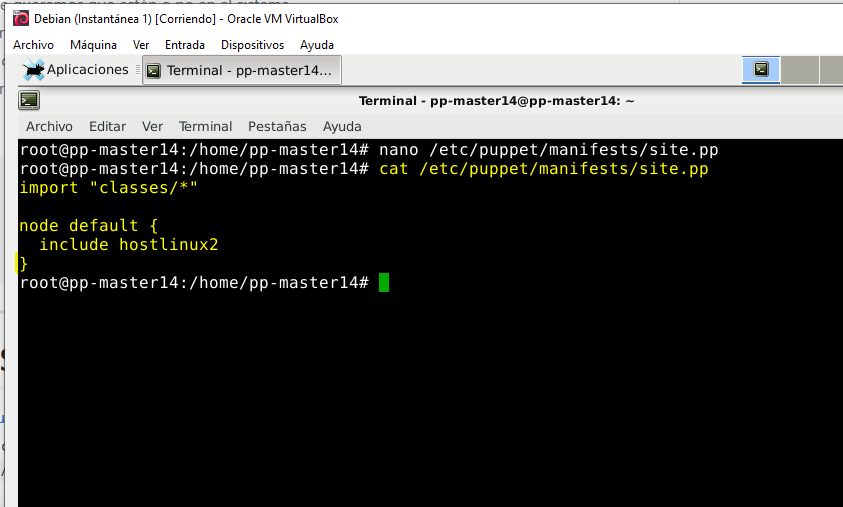 Debian (Instantánea 1) [Corriendo] - Oracle VM VirtualBox
Archivo Máquina Ver Entrada Dispositivos Ayuda
Aplicaciones Terminal - pp-master14...
Terminal - pp-master14@pp-master14: ~
Archivo Editar Ver Terminal Pestañas Ayuda
root@pp-master14:/home/pp-master14# nano /etc/puppet/manifests/site.pp
root@pp-master14:/home/pp-master14# cat /etc/puppet/manifests/site.pp
import "classes/*"
node default {
include hostlinux2
}
root@pp-master14:/home/pp-master14#